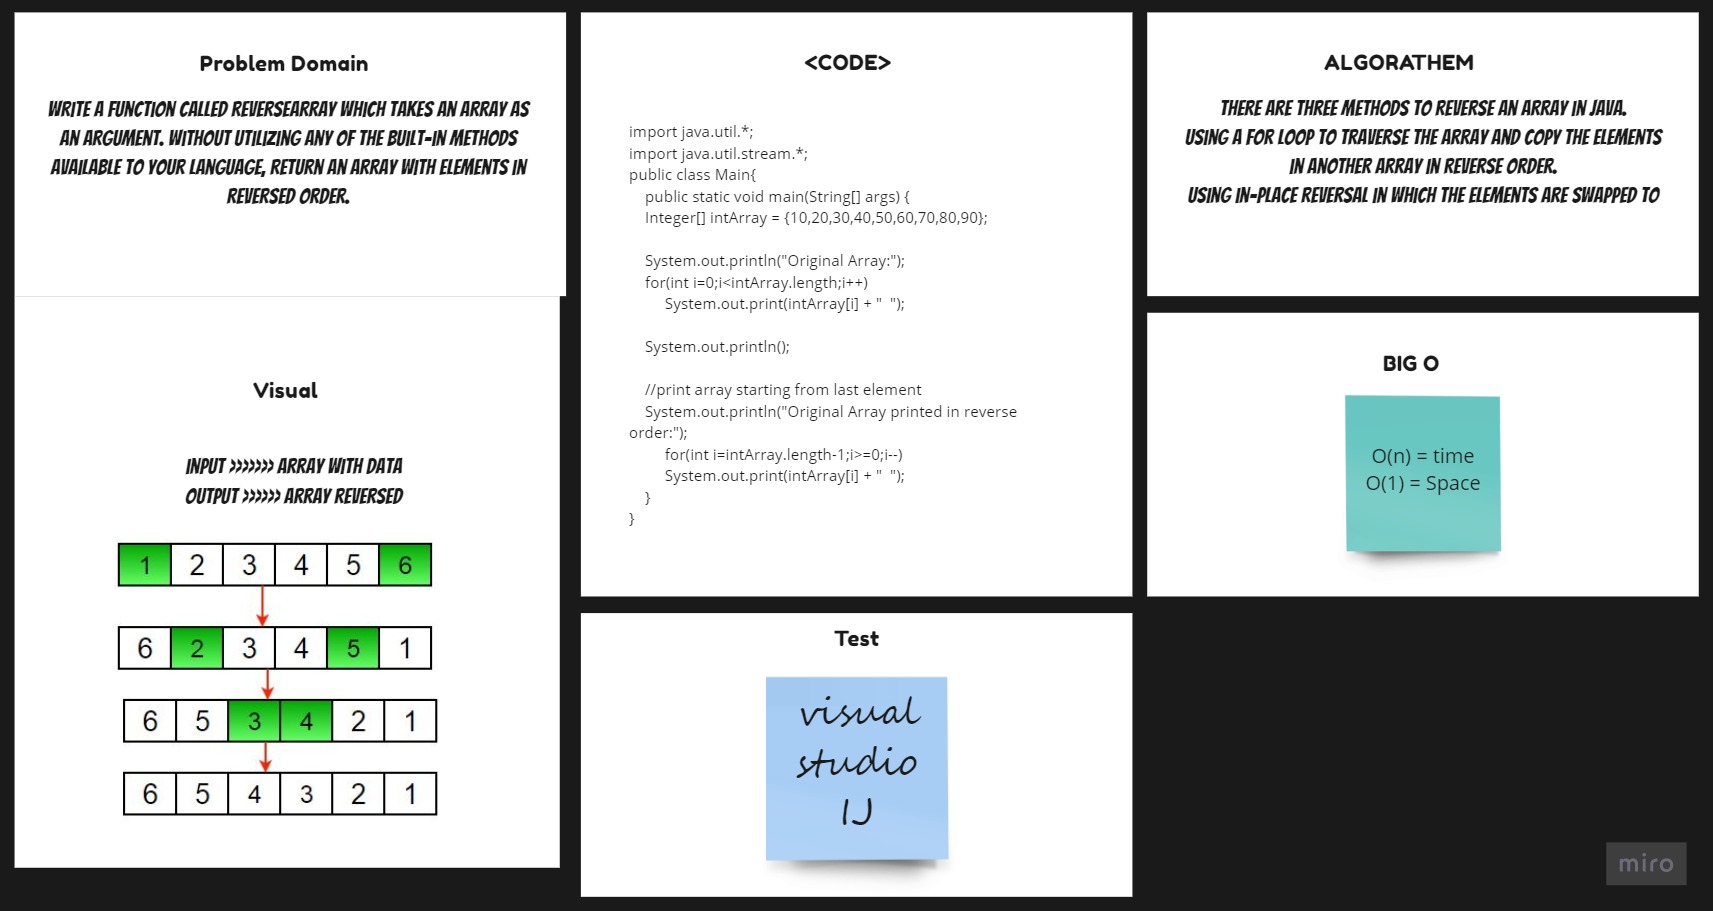 Problem Domain
WRITE A FUNCTION CALLED REVERSEARRAY WHICH TAKES AN ARRAY AS
AN ARGUMENT. WITHOUT UTILIZING ANY OF THE BUILT-IN METHODS
AVAILABLE TO YOUR LANGUAGE, RETURN AN ARRAY WITH ELEMENTS IN
REVERSED ORDER.
Visual
INPUT >>>>>>> ARRAY WITH DATA
OUTPUT >>>>>> ARRAY REVERSED
1 2 3 4 5 6
6 2 3 4 5 1
6 5 3 4 2 1
6 5 4 3 2 1
<CODE>
import java.util.*;
import java.util.stream.*;
public class Main{
public static void main(String[] args) {
Integer[] intArray = {10,20,30,40,50,60,70,80,90};
System.out.println("Original Array:");
for(int i=0;i<intArray.length;i++)
System.out.print(intArray[i] + "  ");
System.out.println();
//print array starting from last element
System.out.println("Original Array printed in reverse
order:");
for(int i=intArray.length-1;i>=0;i--)
System.out.print(intArray[i] + "  ");
}
}
Test
visual
studio
IJ
ALGORATHEM
THERE ARE THREE METHODS TO REVERSE AN ARRAY IN JAVA.
USING A FOR LOOP TO TRAVERSE THE ARRAY AND COPY THE ELEMENTS
IN ANOTHER ARRAY IN REVERSE ORDER.
USING IN-PLACE REVERSAL IN WHICH THE ELEMENTS ARE SWAPPED TO
BIG O
O(n) = time
O(1) = Space
miro